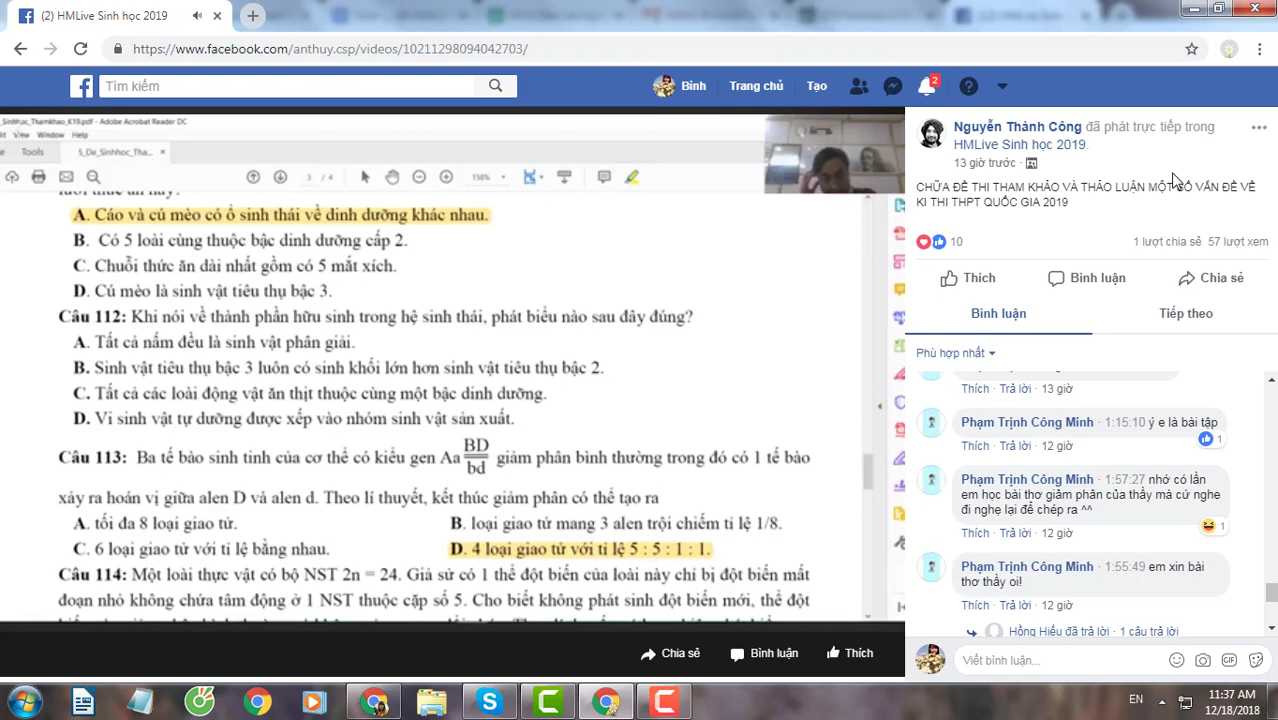 (2) HMLive Sinh học 2019
https://www.facebook.com/anthuy.csp/videos/10211298094042703/
Tìm kiếm
Bình
Trang chủ
Tạo
2
_Sinhhoc_Thamkhao_K19.pdf - Adobe Acrobat Reader DC
View Window Help
Tools
5_De_Sinhhoc_Tha...
3 / 4
158%
A. Cáo và cú mèo có ổ sinh thái về dinh dưỡng khác nhau.
B. Có 5 loài cùng thuộc bậc dinh dưỡng cấp 2.
C. Chuỗi thức ăn dài nhất gồm có 5 mắt xích.
D. Cú mèo là sinh vật tiêu thụ bậc 3.
Câu 112: Khi nói về thành phần hữu sinh trong hệ sinh thái, phát biểu nào sau đây đúng?
A. Tất cả nấm đều là sinh vật phân giải.
B. Sinh vật tiêu thụ bậc 3 luôn có sinh khối lớn hơn sinh vật tiêu thụ bậc 2.
C. Tất cả các loài động vật ăn thịt thuộc cùng một bậc dinh dưỡng.
D. Vi sinh vật tự dưỡng được xếp vào nhóm sinh vật sản xuất.
Câu 113: Ba tế bào sinh tinh của cơ thể có kiểu gen Aa BD/bd giảm phân bình thường trong đó có 1 tế bào
xảy ra hoán vị giữa alen D và alen d. Theo lí thuyết, kết thúc giảm phân có thể tạo ra
A. tối đa 8 loại giao tử.
B. loại giao tử mang 3 alen trội chiếm tỉ lệ 1/8.
C. 6 loại giao tử với tỉ lệ bằng nhau.
D. 4 loại giao tử với tỉ lệ 5 : 5 : 1 : 1.
Câu 114: Một loài thực vật có bộ NST 2n = 24. Giả sử có 1 thể đột biến của loài này chỉ bị đột biến mất
đoạn nhỏ không chứa tâm động ở 1 NST thuộc cặp số 5. Cho biết không phát sinh đột biến mới, thể đột
Chia sẻ
Bình luận
Thích
Nguyễn Thành Công đã phát trực tiếp trong
HMLive Sinh học 2019.
13 giờ trước
CHỮA ĐỀ THI THAM KHẢO VÀ THẢO LUẬN MỘT SỐ VẤN ĐỀ VỀ
KI THI THPT QUỐC GIA 2019
10
1 lượt chia sẻ 57 lượt xem
Thích
Bình luận
Chia sẻ
Bình luận
Tiếp theo
Phù hợp nhất
Thích · Trả lời · 13 giờ
Phạm Trịnh Công Minh 1:15:10 ý e là bài tập
1
Thích · Trả lời · 12 giờ
Phạm Trịnh Công Minh 1:57:27 nhớ có lần
em học bài thơ giảm phân của thầy mà cứ nghe
đi nghe lại để chép ra ^^
1
Thích · Trả lời · 12 giờ
Phạm Trịnh Công Minh 1:55:49 em xin bài
thơ thầy ơi!
Thích · Trả lời · 12 giờ
Hồng Hiếu đã trả lời · 1 câu trả lời
Viết bình luận...
GIF
EN
11:37 AM
12/18/2018